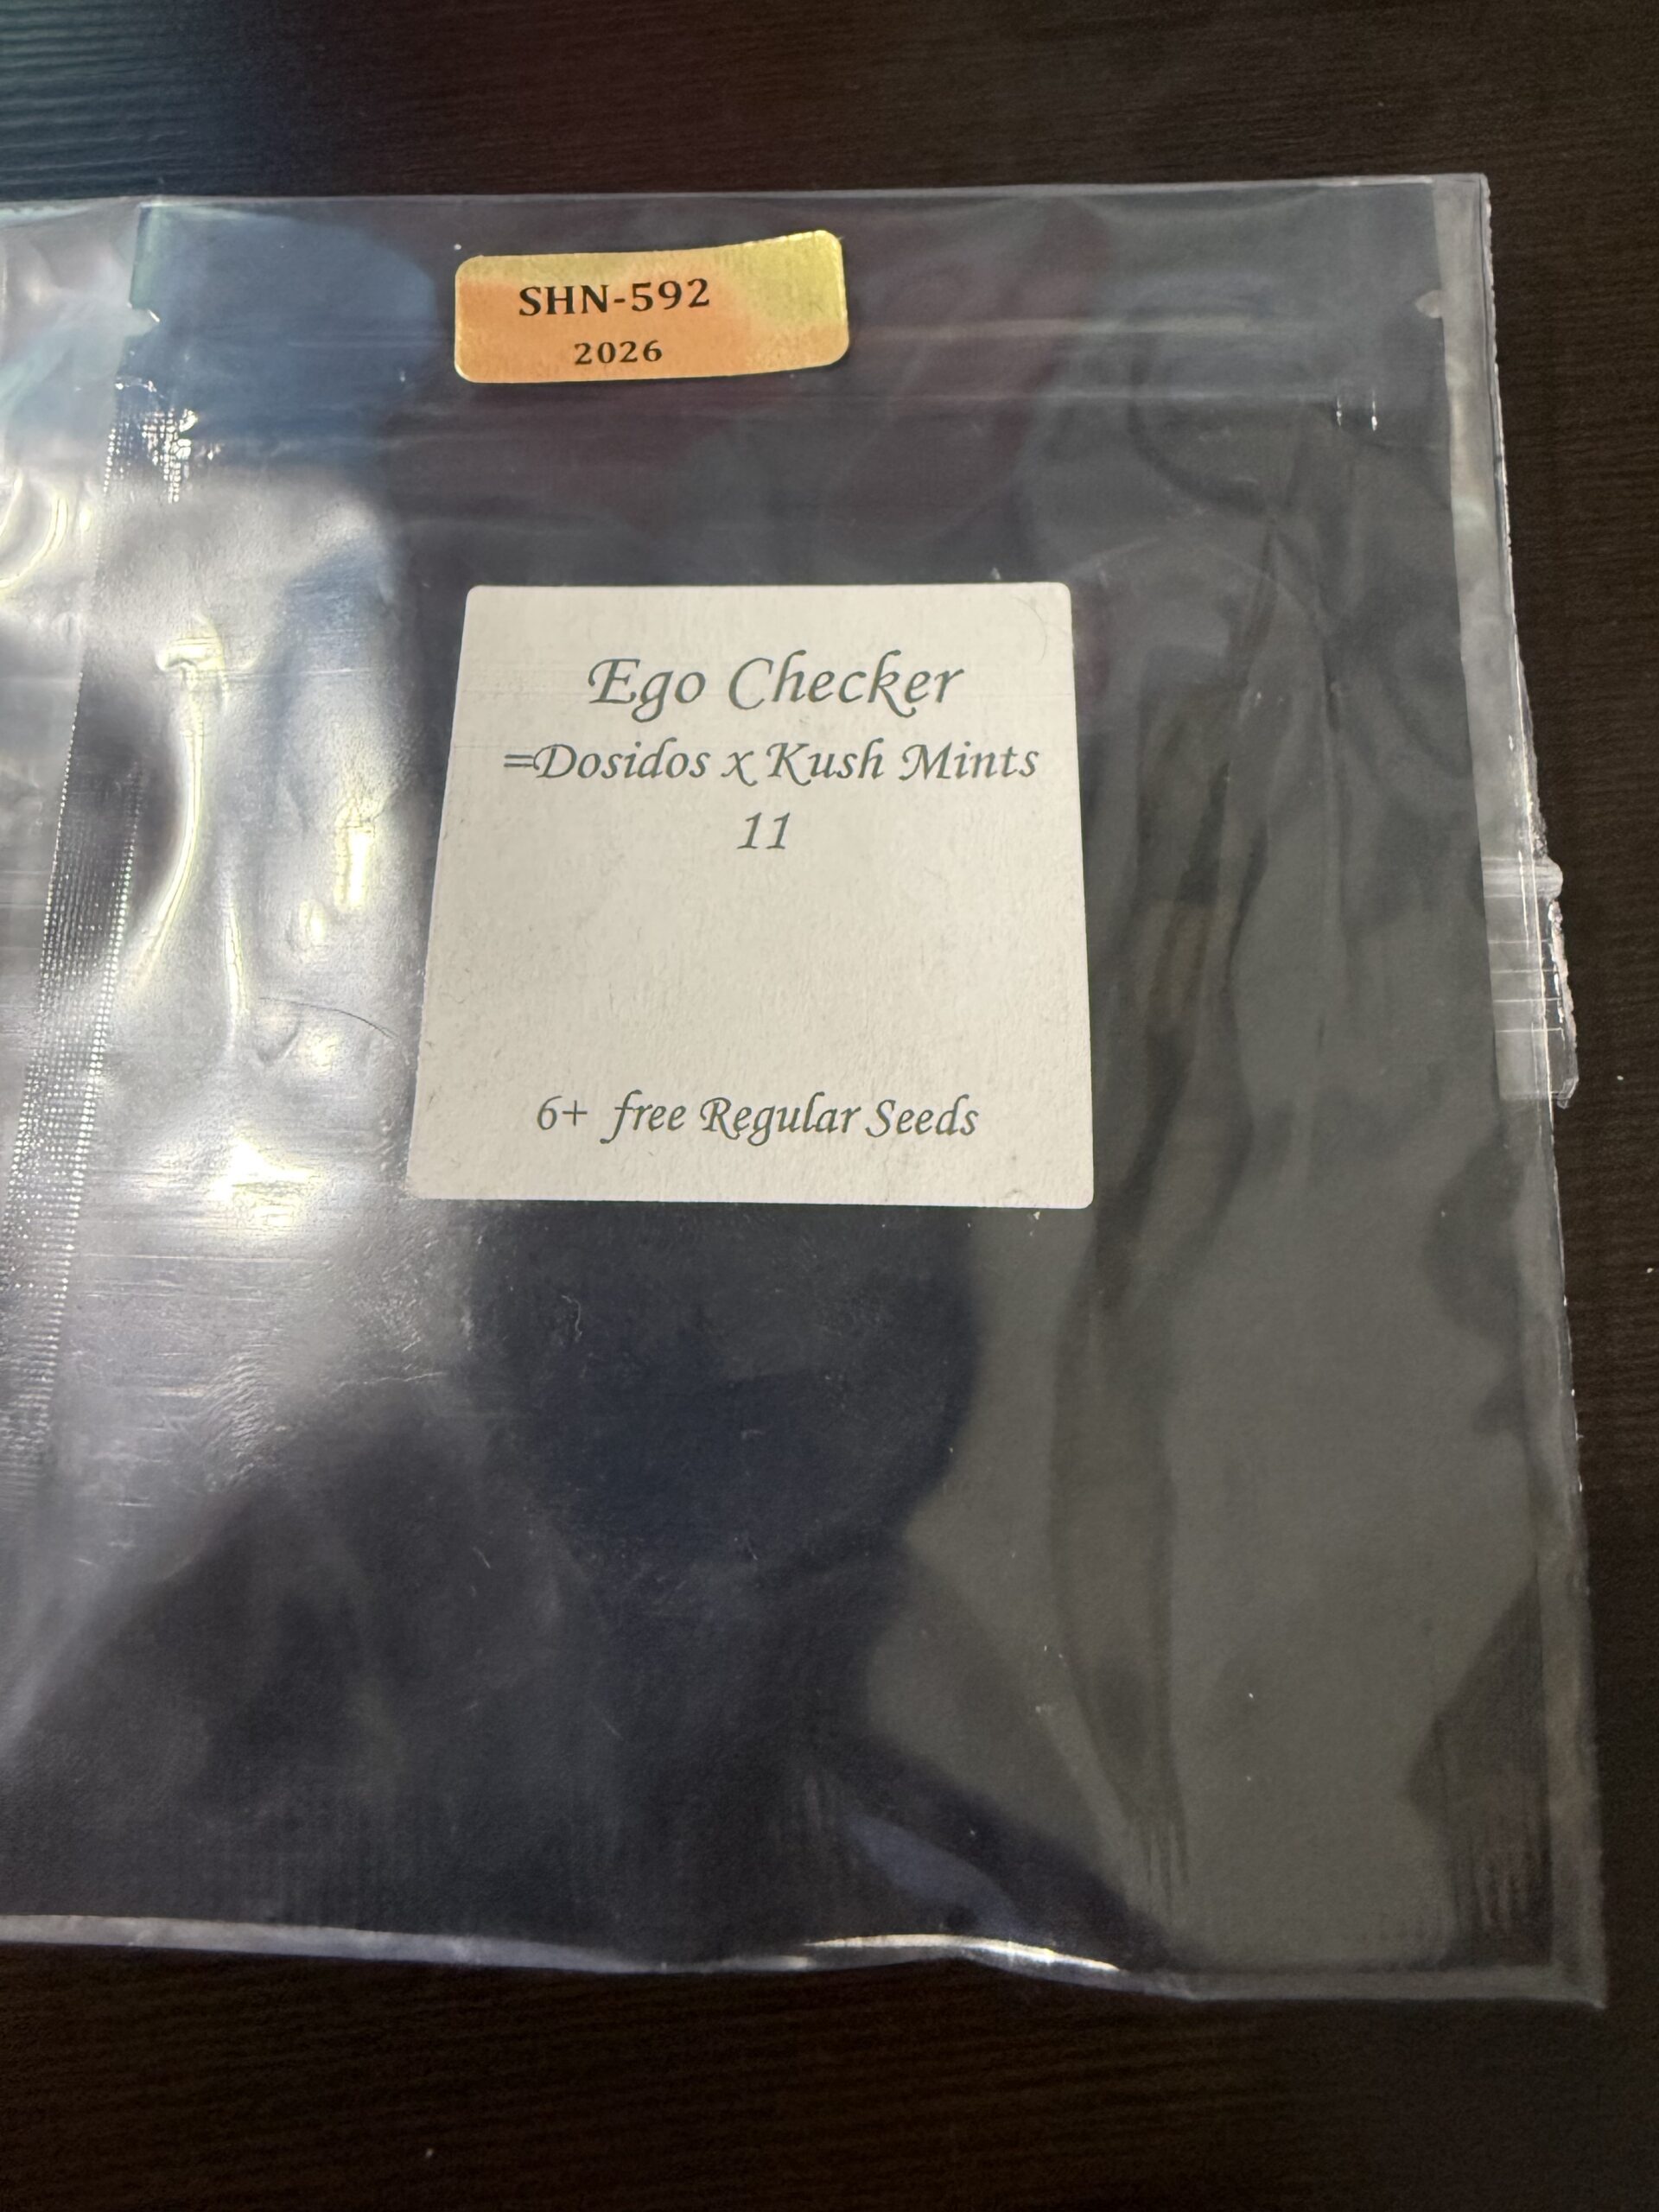 SHN-592
2026
Ego Checker
=Dosidos x Kush Mints
11
6+ free Regular Seeds